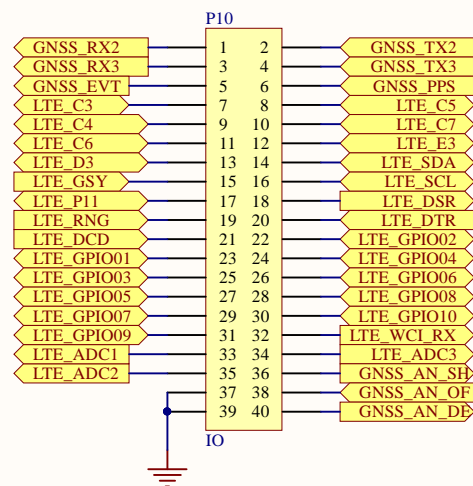 P10
GNSS_RX2 1 2 GNSS_TX2
GNSS_RX3 3 4 GNSS_TX3
GNSS_EVT 5 6 GNSS_PPS
LTE_C3 7 8 LTE_C5
LTE_C4 9 10 LTE_C7
LTE_C6 11 12 LTE_E3
LTE_D3 13 14 LTE_SDA
LTE_GSY 15 16 LTE_SCL
LTE_P11 17 18 LTE_DSR
LTE_RNG 19 20 LTE_DTR
LTE_DCD 21 22 LTE_GPIO02
LTE_GPIO01 23 24 LTE_GPIO04
LTE_GPIO03 25 26 LTE_GPIO06
LTE_GPIO05 27 28 LTE_GPIO08
LTE_GPIO07 29 30 LTE_GPIO10
LTE_GPIO09 31 32 LTE_WCI_RX
LTE_ADC1 33 34 LTE_ADC3
LTE_ADC2 35 36 GNSS_AN_SH
37 38 GNSS_AN_OF
39 40 GNSS_AN_DE
IO